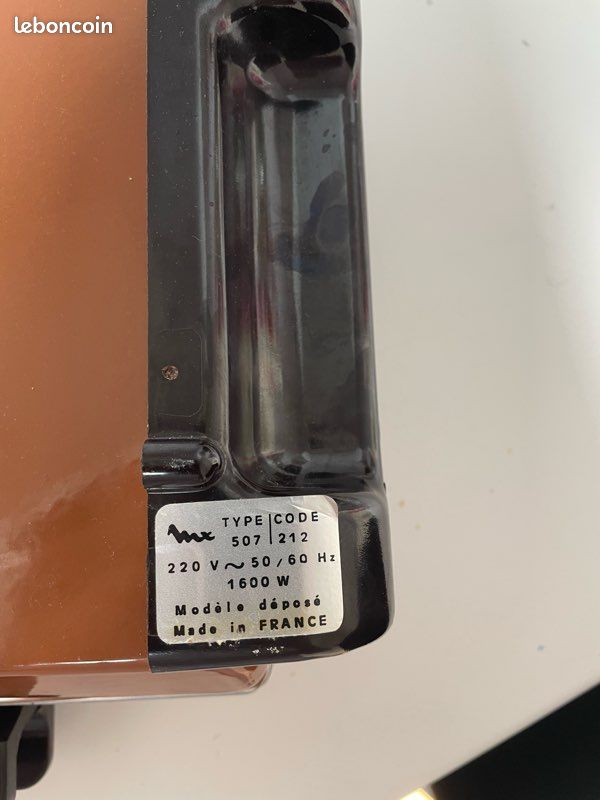 leboncoin
TYPE CODE
507 212
220 V ~ 50/60 Hz
1600 W
Modèle déposé
Made in FRANCE